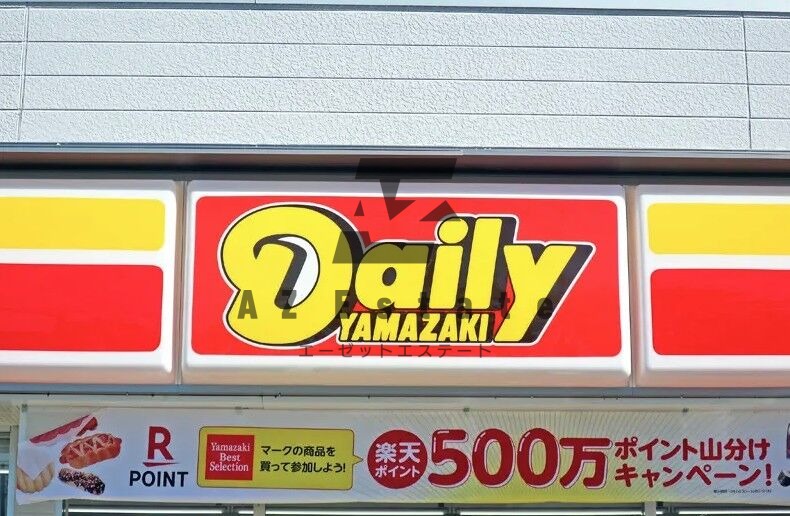 Daily
YAMAZAKI
AZ Estate
エーゼットエステート
R
POINT
Yamazaki
Best
Selection
マークの商品を
買って参加しよう!
楽天
ポイント
500万
ポイント山分け
キャンペーン!